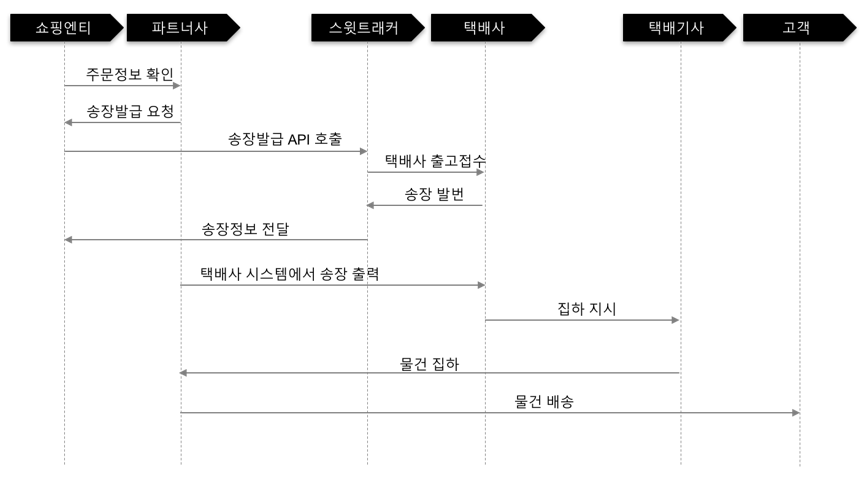 쇼핑엔티
파트너사
스윗트래커
택배사
택배기사
고객
주문정보 확인
송장발급 요청
송장발급 API 호출
택배사 출고접수
송장 발번
송장정보 전달
택배사 시스템에서 송장 출력
집하 지시
물건 집하
물건 배송